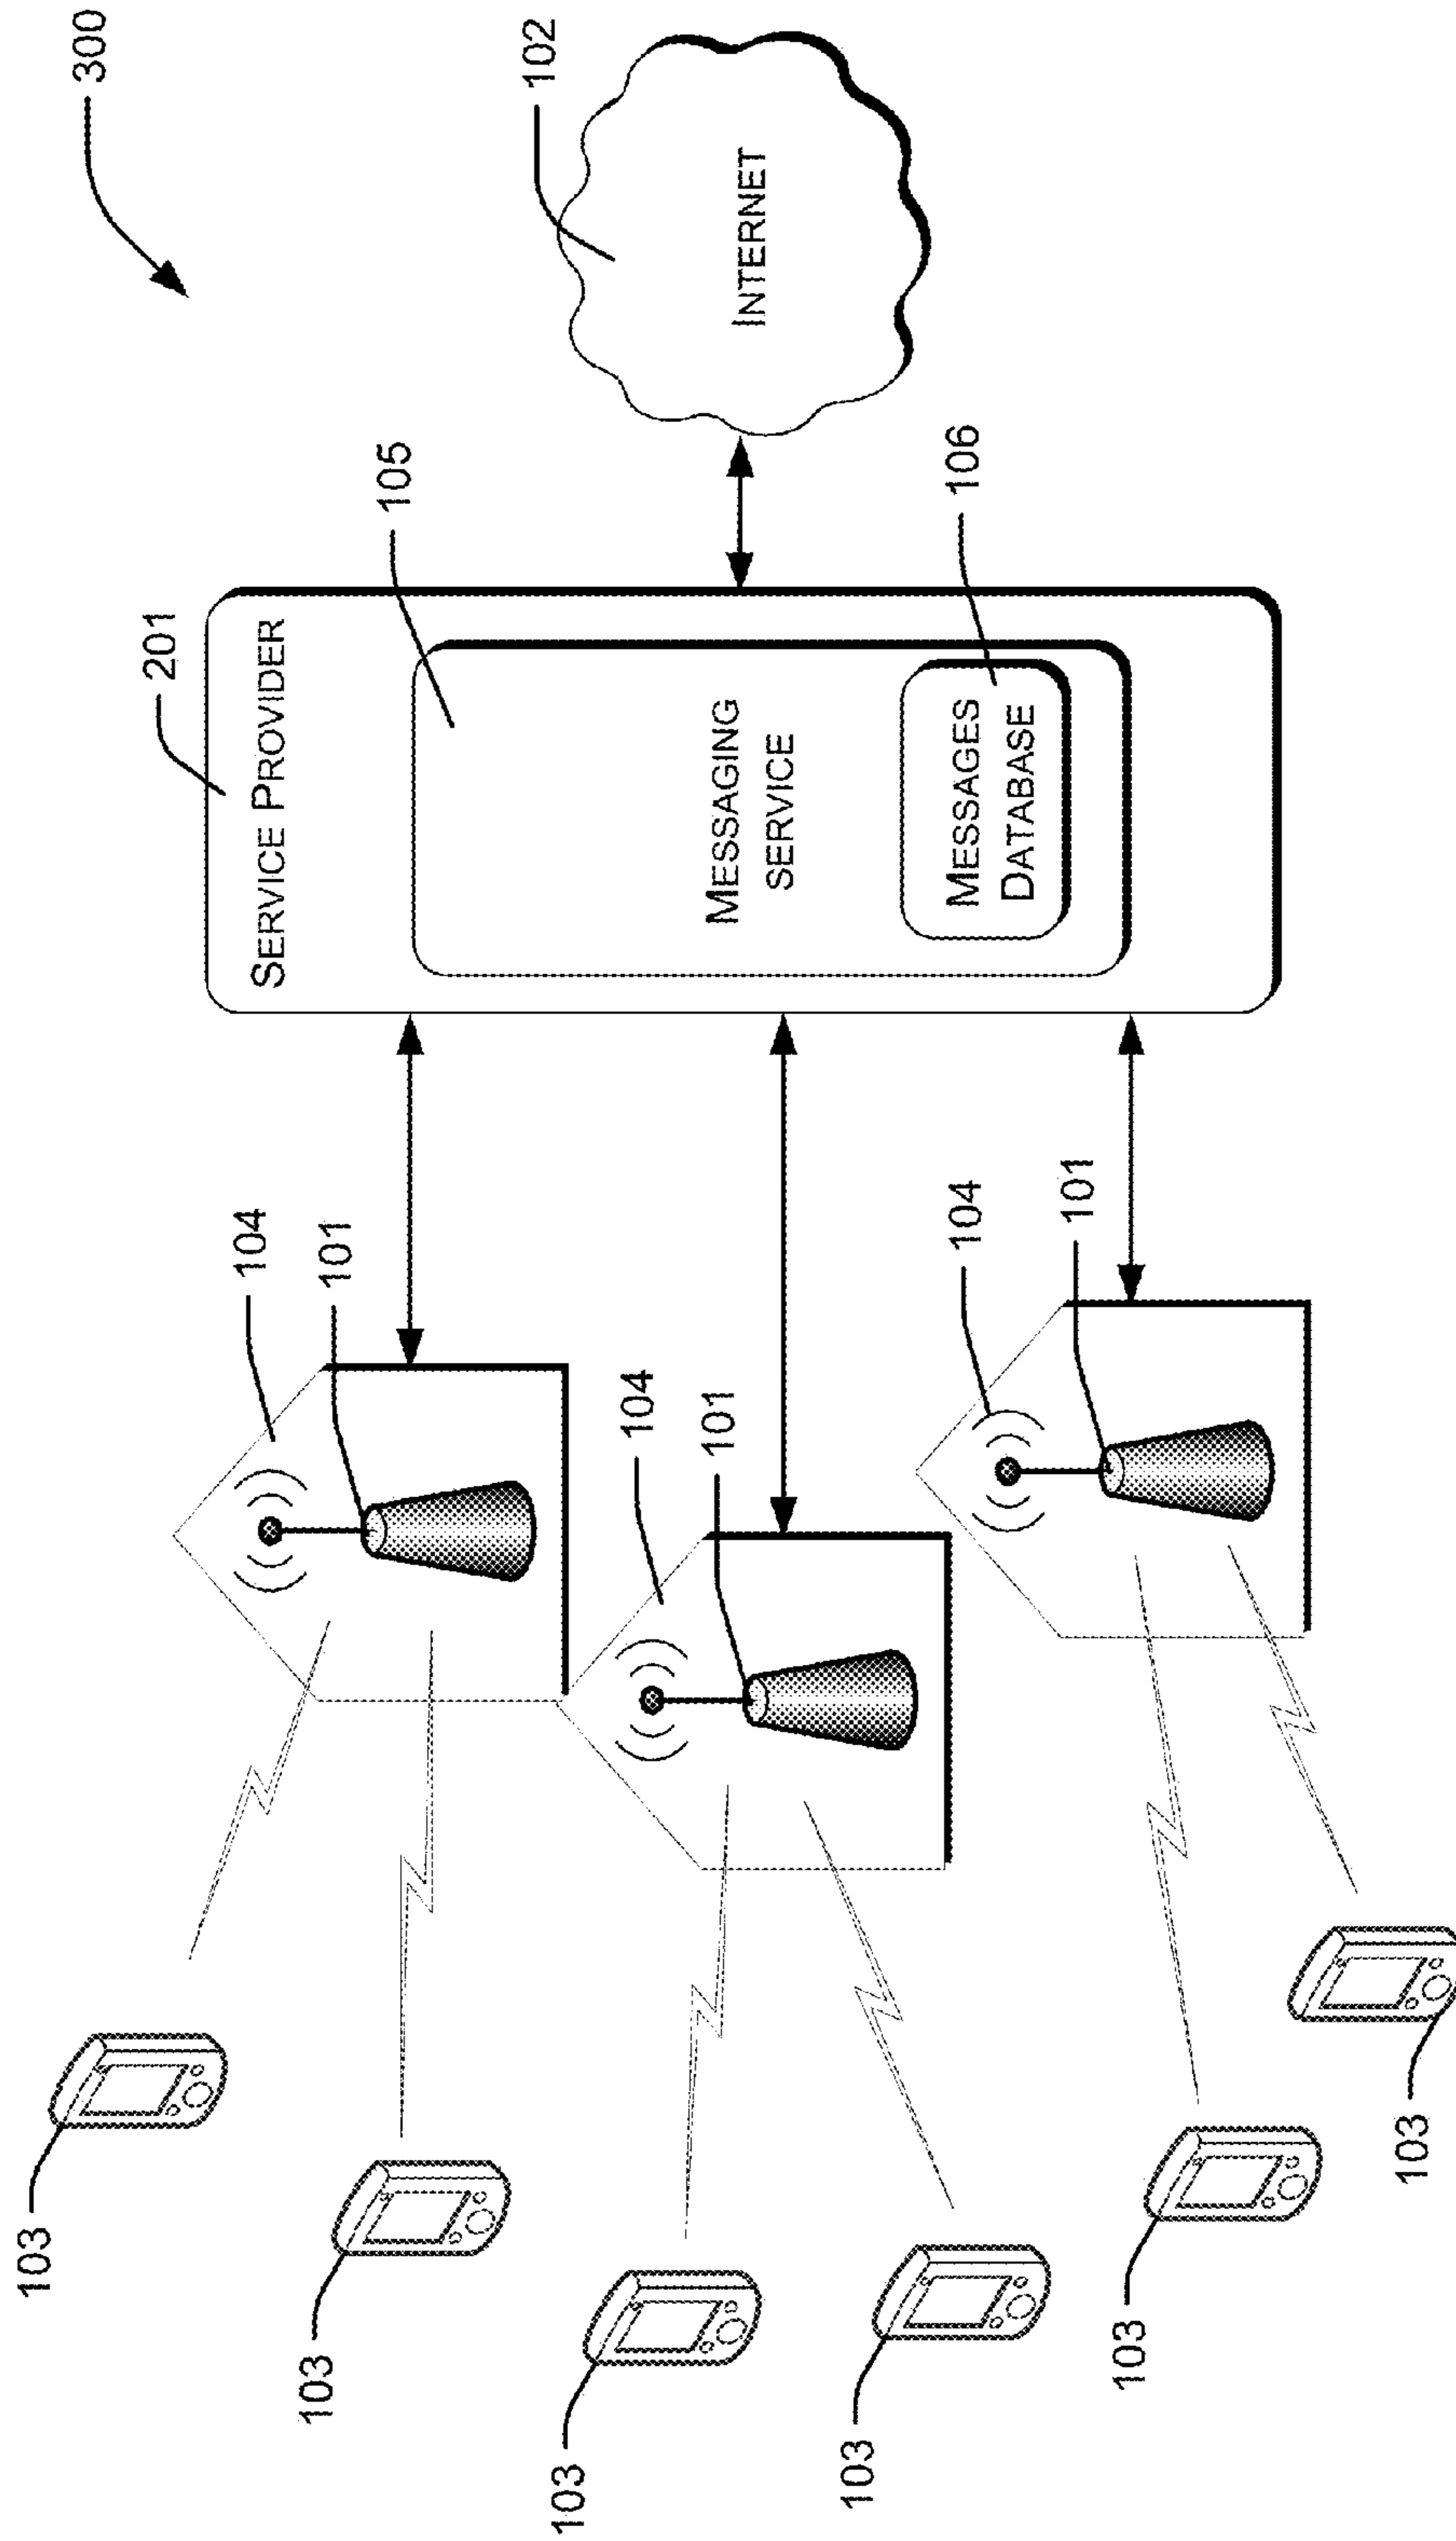 300
102
INTERNET
105
106
201
SERVICE PROVIDER
MESSAGING
SERVICE
MESSAGES
DATABASE
104
101
104
101
104
101
103
103
103
103
103
103